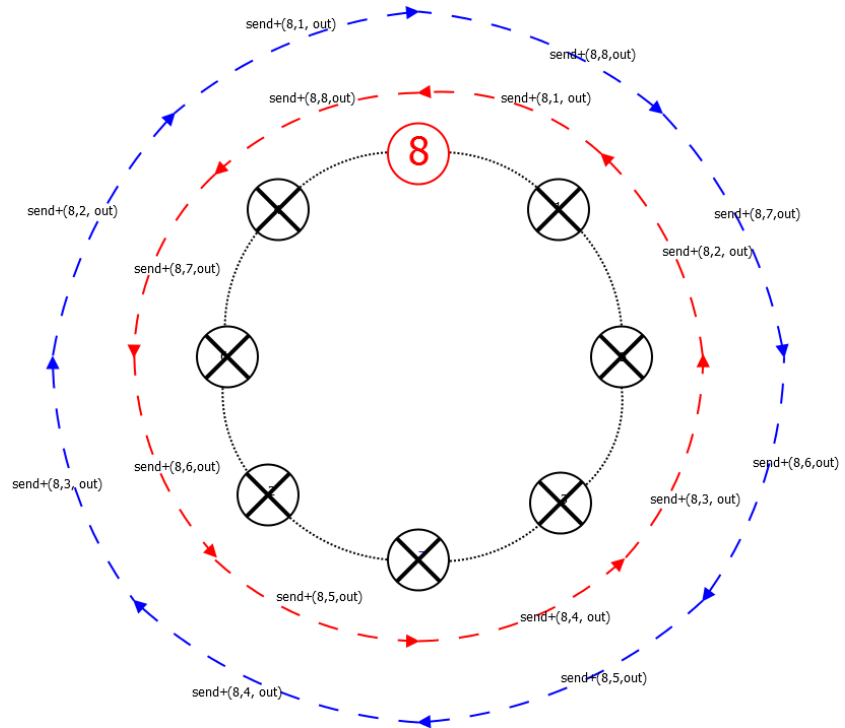 send+(8,1, out)
send+(8,8,out)
send+(8,8,out)
send+(8,1, out)
8
send+(8,2, out)
send+(8,7,out)
send+(8,2, out)
send+(8,7,out)
send+(8,6,out)
send+(8,6,out)
send+(8,3, out)
send+(8,3, out)
send+(8,5,out)
send+(8,4, out)
send+(8,5,out)
send+(8,4, out)